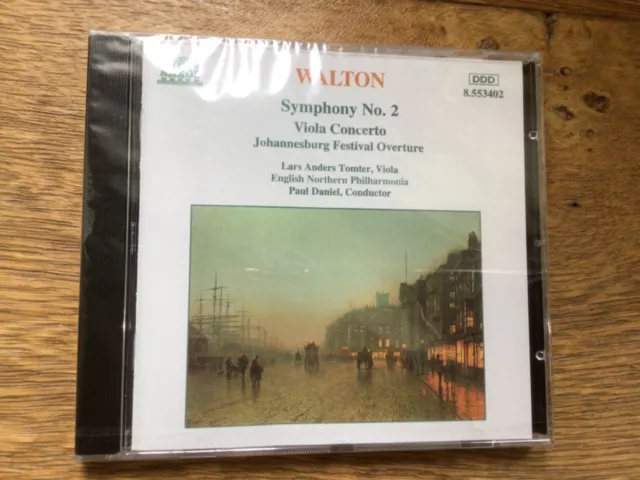 WALTON
DDD
8.553402
Symphony No. 2
Viola Concerto
Johannesburg Festival Overture
Lars Anders Tomter, Viola
English Northern Philharmonia
Paul Daniel, Conductor